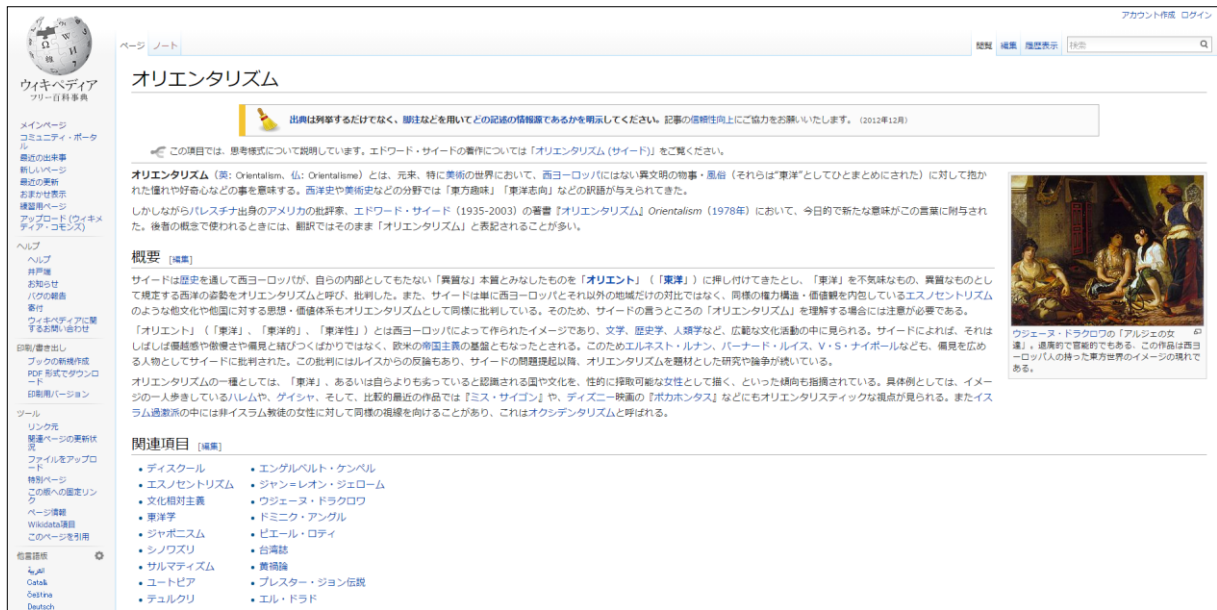 アカウント作成 ログイン
ページ ノート
閲覧 編集 履歴表示 検索
ウィキペディア
フリー百科事典
メインページ
コミュニティ・ポータ
ル
最近の出来事
新しいページ
最近の更新
おまかせ表示
練習用ページ
アップロード (ウィキメ
ディア・コモンズ)
ヘルプ
ヘルプ
井戸端
お知らせ
バグの報告
寄付
ウィキペディアに関
するお問い合わせ
印刷/書き出し
ブックの新規作成
PDF 形式でダウンロ
ード
印刷用バージョン
ツール
リンク元
関連ページの更新状
況
ファイルをアップロ
ード
特別ページ
この版への固定リン
ク
ページ情報
Wikidata項目
このページを引用
他言語版
العربية
Català
Čeština
Deutsch
オリエンタリズム
出典は列挙するだけでなく、脚注などを用いてどの記述の情報源であるかを明示してください。記事の信頼性向上にご協力をお願いいたします。（2012年12月）
この項目では、思考様式について説明しています。エドワード・サイードの著作については「オリエンタリズム (サイード)」をご覧ください。
オリエンタリズム（英: Orientalism、仏: Orientalisme）とは、元来、特に美術の世界において、西ヨーロッパにはない異文明の物事・風俗（それらは"東洋"としてひとまとめにされた）に対して抱か
れた憧れや好奇心などの事を意味する。西洋史や美術史などの分野では「東方趣味」「東洋志向」などの訳語が与えられてきた。
しかしながらパレスチナ出身のアメリカの批評家、エドワード・サイード（1935-2003）の著書『オリエンタリズム』Orientalism（1978年）において、今日的で新たな意味がこの言葉に附与され
た。後者の概念で使われるときには、翻訳ではそのまま「オリエンタリズム」と表記されることが多い。
概要 [編集]
サイードは歴史を通して西ヨーロッパが、自らの内部としてもたない「異質な」本質とみなしたものを「オリエント」（「東洋」）に押し付けてきたとし、「東洋」を不気味なもの、異質なものとし
て規定する西洋の姿勢をオリエンタリズムと呼び、批判した。また、サイードは単に西ヨーロッパとそれ以外の地域だけの対比ではなく、同様の権力構造・価値観を内包しているエスノセントリズム
のような他文化や他国に対する思想・価値体系もオリエンタリズムとして同様に批判している。そのため、サイードの言うところの「オリエンタリズム」を理解する場合には注意が必要である。
「オリエント」（「東洋」、「東洋的」、「東洋性」）とは西ヨーロッパによって作られたイメージであり、文学、歴史学、人類学など、広範な文化活動の中に見られる。サイードによれば、それは
しばしば優越感や傲慢さや偏見と結びつくばかりではなく、欧米の帝国主義の基盤ともなったとされる。このためエルネスト・ルナン、バーナード・ルイス、V・S・ナイポールなども、偏見を広め
る人物としてサイードに批判された。この批判にはルイスからの反論もあり、サイードの問題提起以降、オリエンタリズムを題材とした研究や論争が続いている。
オリエンタリズムの一種としては、「東洋」、あるいは自らよりも劣っていると認識される国や文化を、性的に搾取可能な女性として描く、といった傾向も指摘されている。具体例としては、イメー
ジの一人歩きしているハレムや、ゲイシャ、そして、比較的最近の作品では『ミス・サイゴン』や、ディズニー映画の『ポカホンタス』などにもオリエンタリスティックな視点が見られる。またイス
ラム過激派の中には非イスラム教徒の女性に対して同様の視線を向けることがあり、これはオクシデンタリズムと呼ばれる。
ウジェーヌ・ドラクロワの「アルジェの女
達」。退廃的で官能的でもある、この作品は西ヨ
ーロッパ人の持った東方世界のイメージの現れで
ある。
関連項目 [編集]
ディスクール
エスノセントリズム
文化相対主義
東洋学
ジャポニスム
シノワズリ
サルマティズム
ユートピア
テュルクリ
エンゲルベルト・ケンペル
ジャン＝レオン・ジェローム
ウジェーヌ・ドラクロワ
ドミニク・アングル
ピエール・ロティ
台湾誌
黄禍論
プレスター・ジョン伝説
エル・ドラド